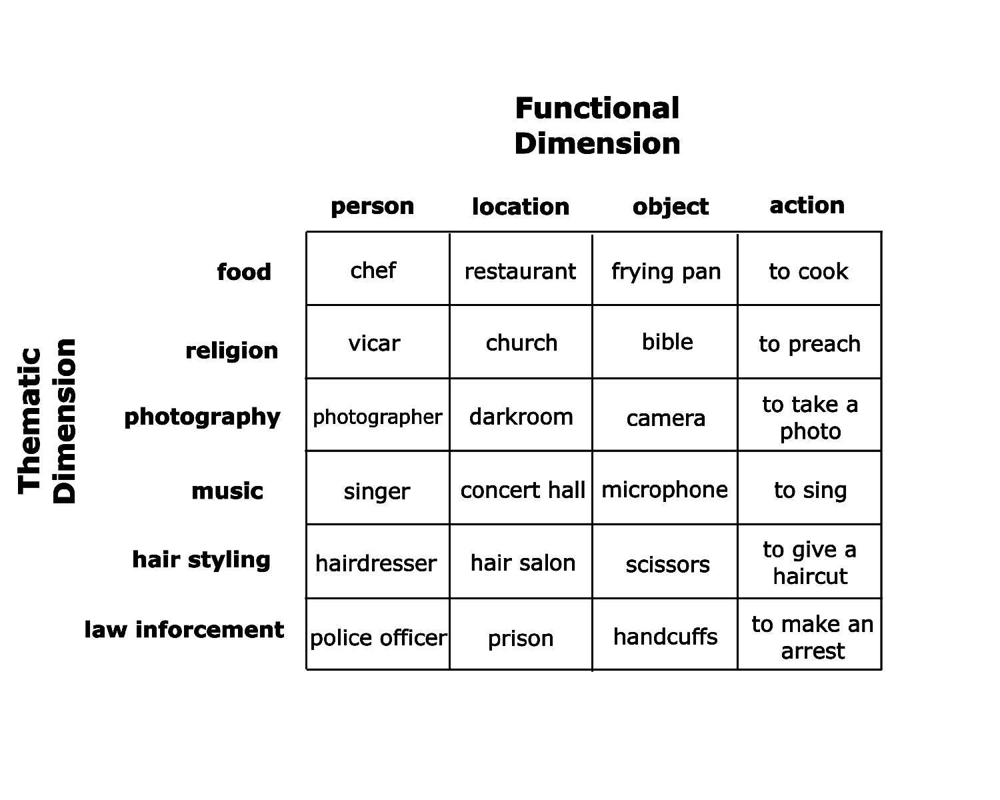 Functional
Dimension
person location object action
Thematic
Dimension
food chef restaurant frying pan to cook
religion vicar church bible to preach
photography photographer darkroom camera to take a
photo
music singer concert hall microphone to sing
hair styling hairdresser hair salon scissors to give a
haircut
law inforcement police officer prison handcuffs to make an
arrest